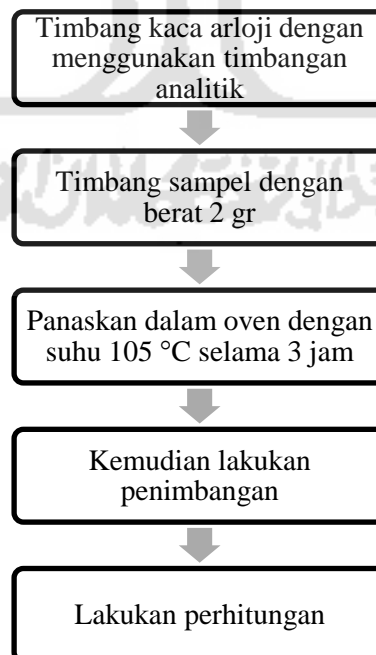 Timbang kaca arloji dengan
menggunakan timbangan
analitik
Timbang sampel dengan
berat 2 gr
Panaskan dalam oven dengan
suhu 105 °C selama 3 jam
Kemudian lakukan
penimbangan
Lakukan perhitungan